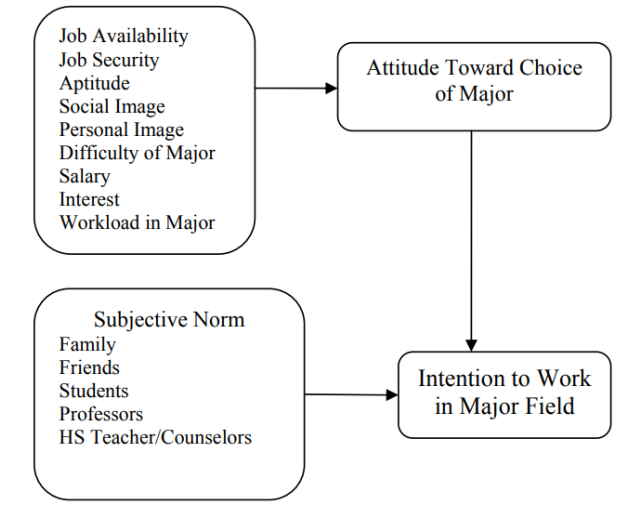 Job Availability
Job Security
Aptitude
Social Image
Personal Image
Difficulty of Major
Salary
Interest
Workload in Major
Attitude Toward Choice
of Major
Subjective Norm
Family
Friends
Students
Professors
HS Teacher/Counselors
Intention to Work
in Major Field